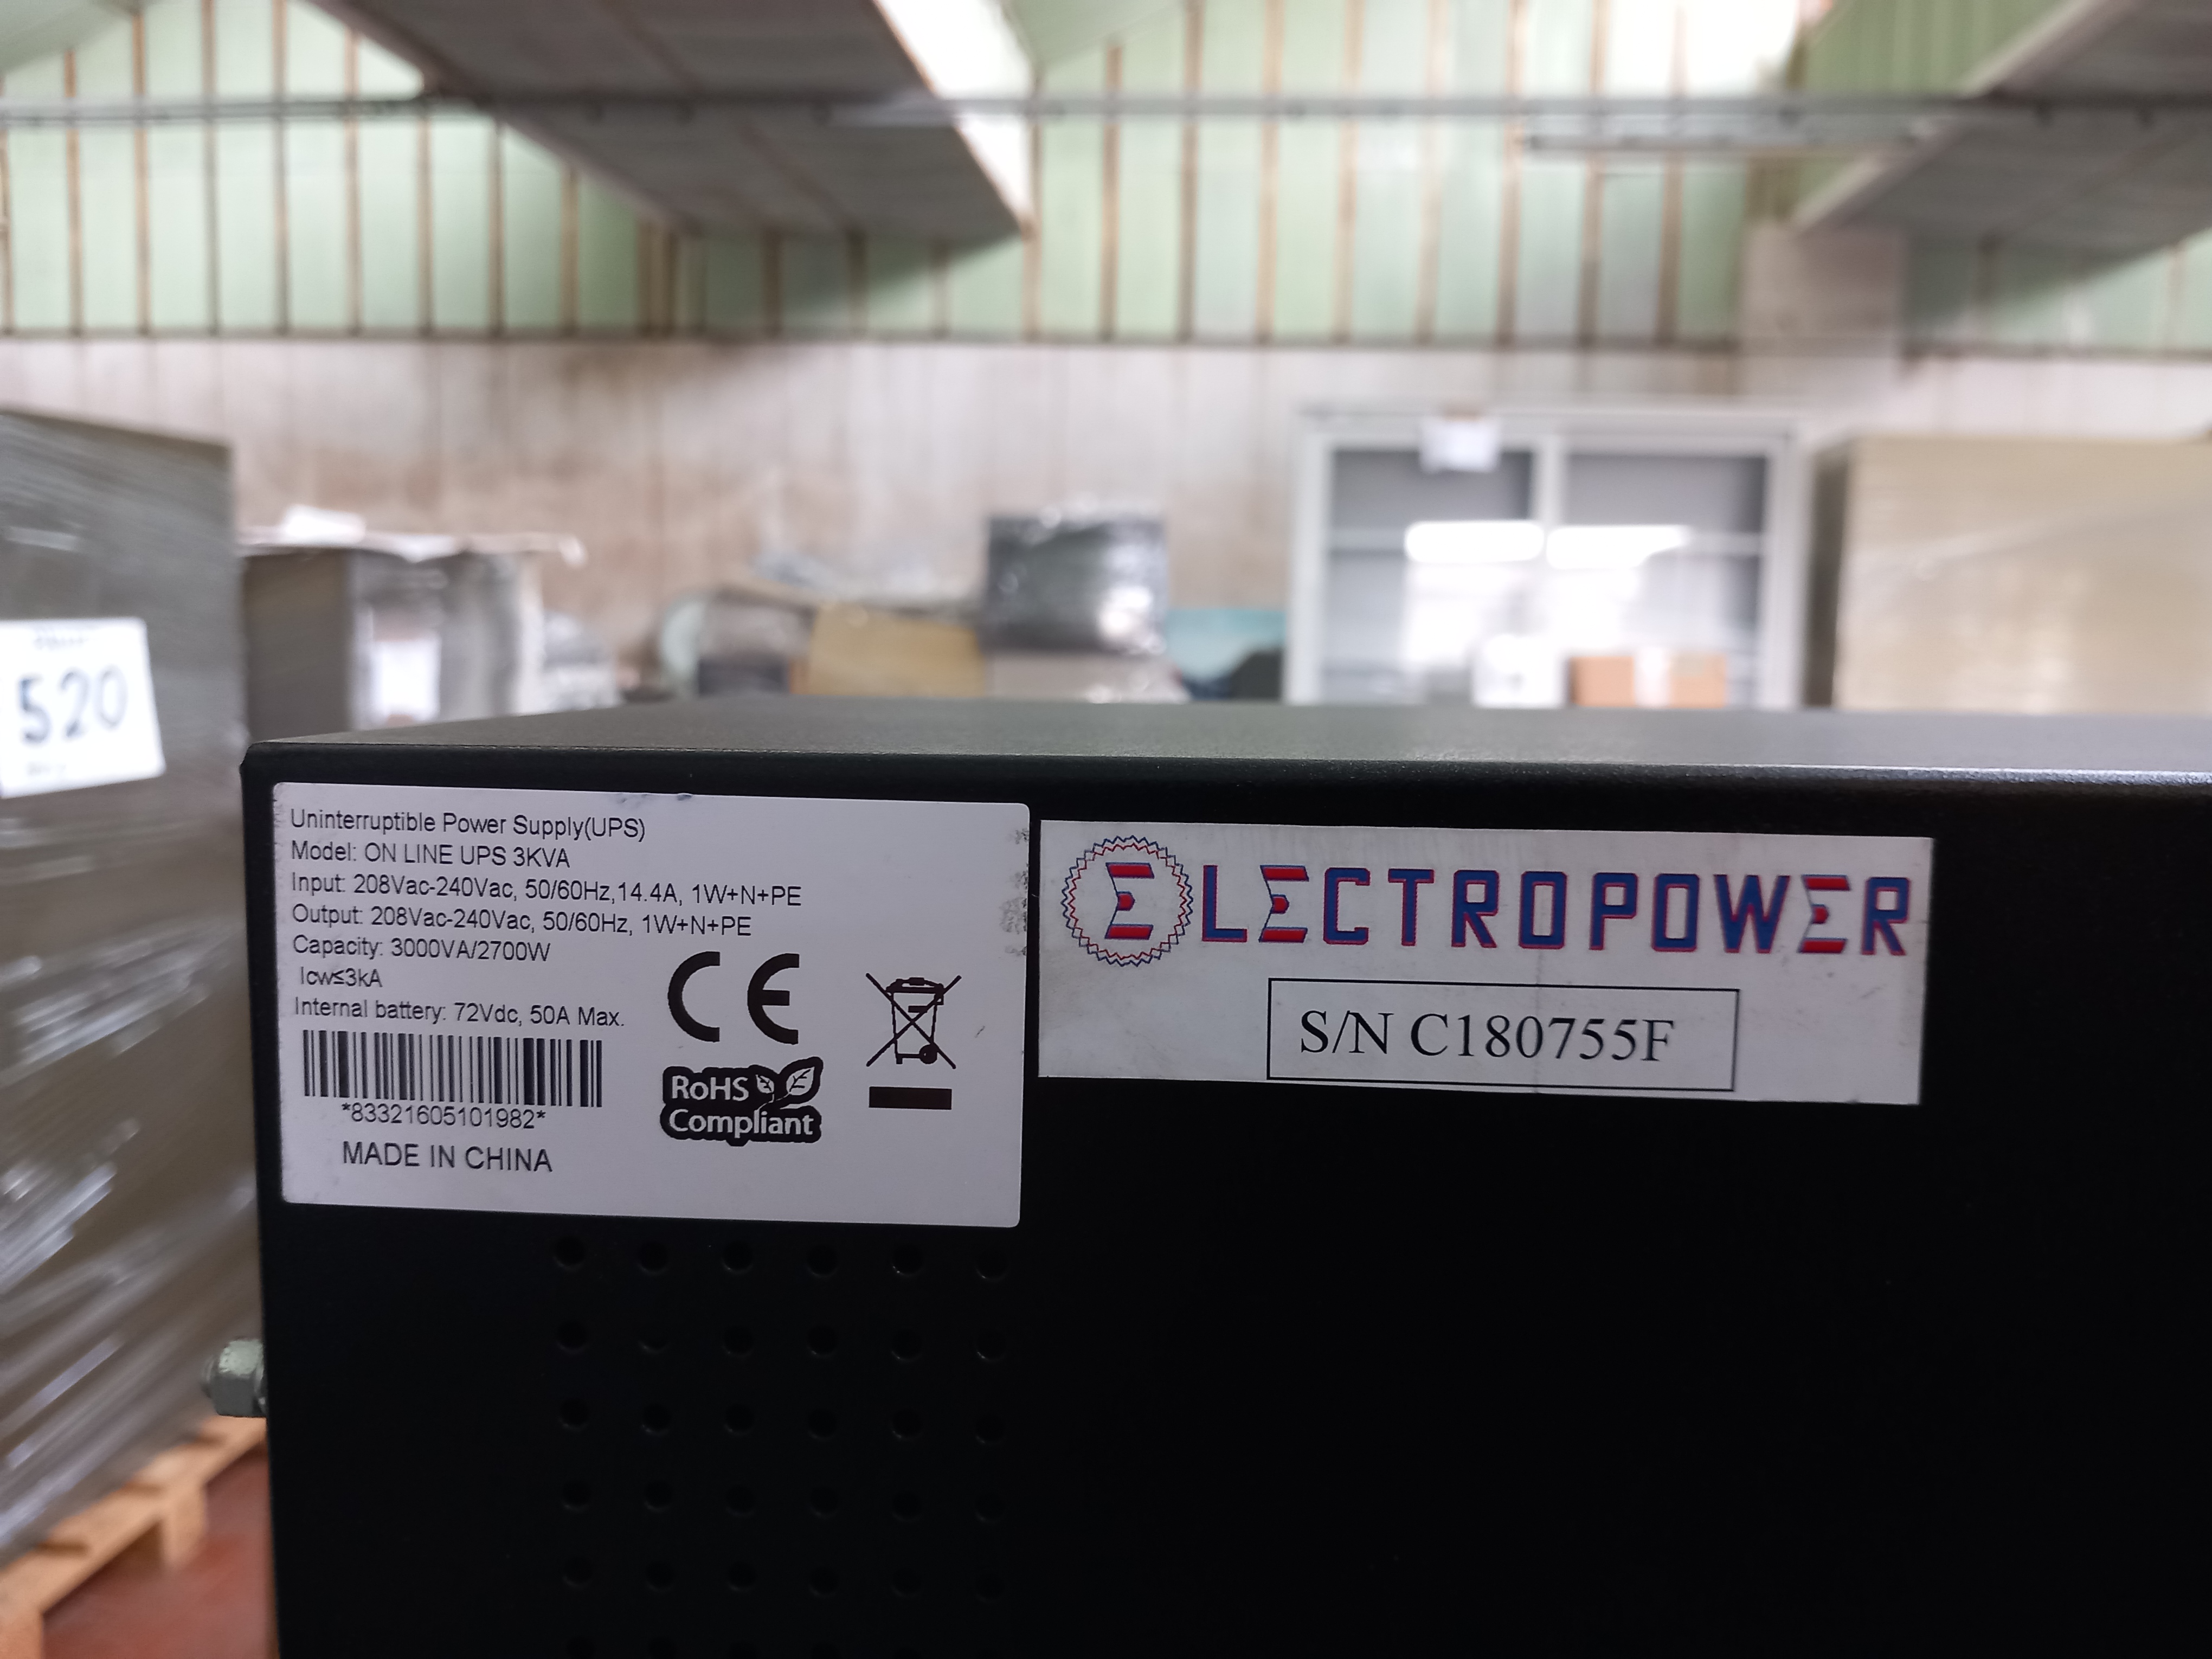 520
Uninterruptible Power Supply(UPS)
Model: ON LINE UPS 3KVA
Input: 208Vac-240Vac, 50/60Hz,14.4A, 1W+N+PE
Output: 208Vac-240Vac, 50/60Hz, 1W+N+PE
Capacity: 3000VA/2700W
Icw≤3kA
Internal battery: 72Vdc, 50A Max.
*83321605101982*
MADE IN CHINA
CE
RoHS
Compliant
ELECTROPOWER
S/N C180755F